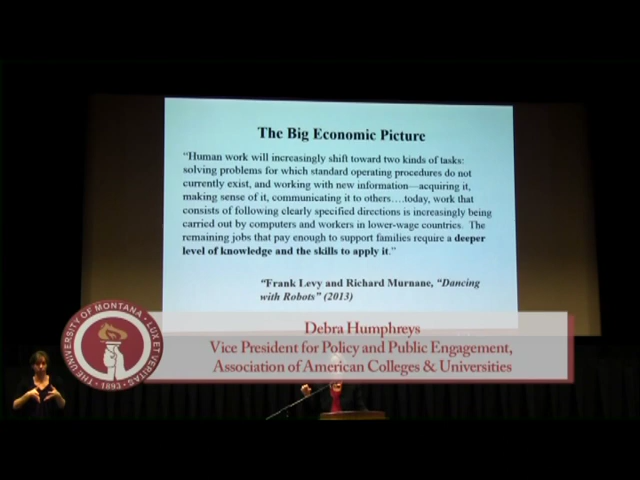 The Big Economic Picture
“Human work will increasingly shift toward two kinds of tasks:
solving problems for which standard operating procedures do not
currently exist, and working with new information—acquiring it,
making sense of it, communicating it to others….today, work that
consists of following clearly specified directions is increasingly being
carried out by computers and workers in lower-wage countries. The
remaining jobs that pay enough to support families require a deeper
level of knowledge and the skills to apply it.”
“Frank Levy and Richard Murnane, “Dancing
with Robots” (2013)
THE UNIVERSITY OF MONTANA · LUX ET VERITAS · 1893
Debra Humphreys
Vice President for Policy and Public Engagement,
Association of American Colleges & Universities